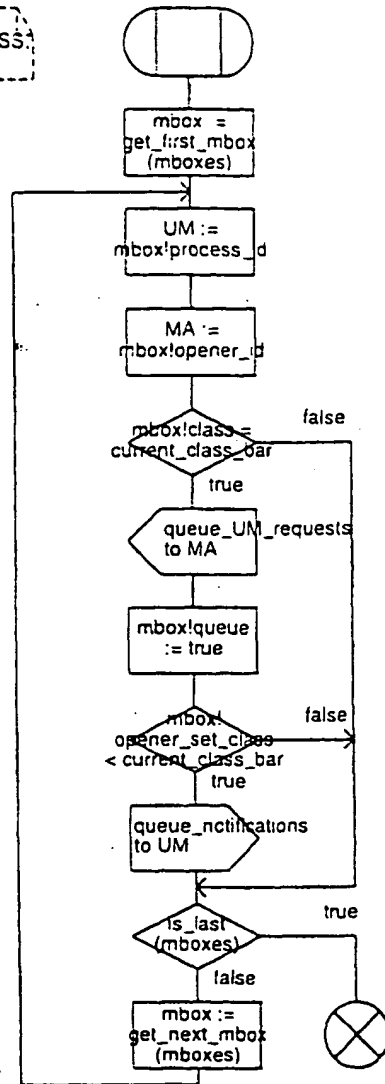 mbox =
get_first_mbox
(mboxes)
UM :=
mbox!process_id
MA :=
mbox!opener_id
mbox!class =
current_class_bar
false
true
queue_UM_requests
to MA
mbox!queue
:= true
mbox!
opener_set_class
< current_class_bar
false
true
queue_notifications
to UM
is_last
(mboxes)
true
false
mbox :=
get_next_mbox
(mboxes)